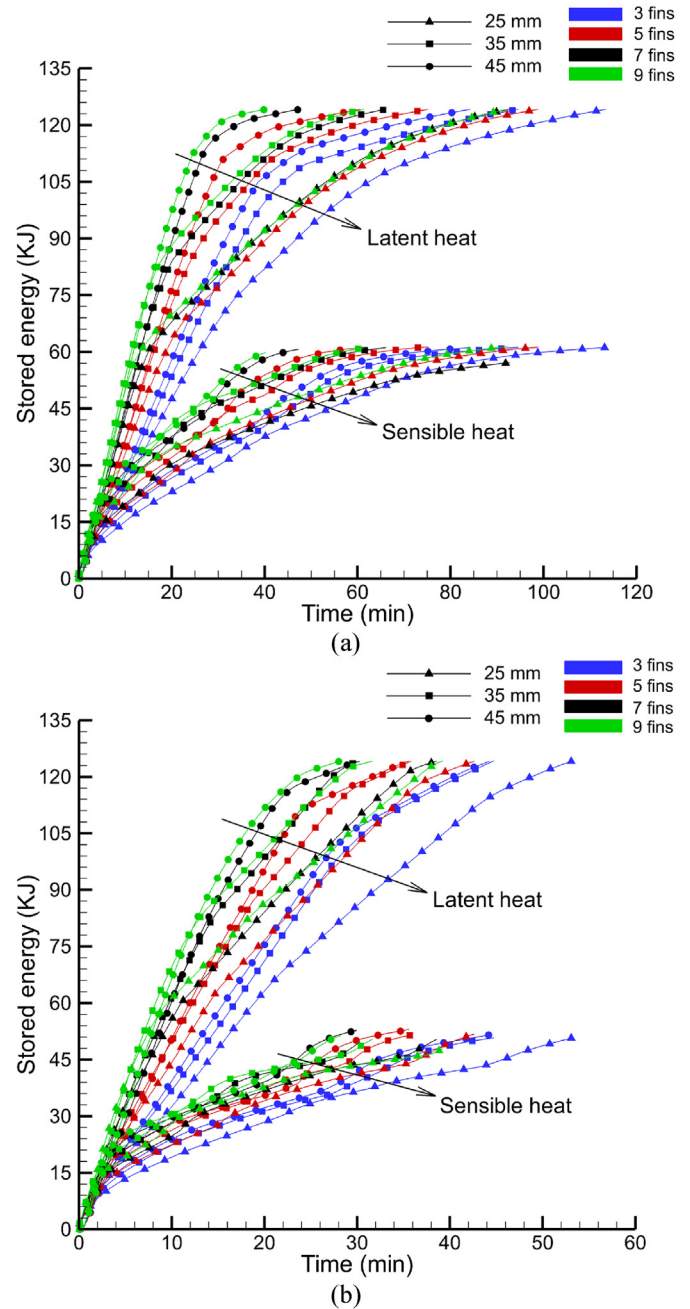 25 mm
35 mm
45 mm
3 fins
5 fins
7 fins
9 fins
135
120
105
90
75
60
45
30
15
0
Stored energy (KJ)
Latent heat
Sensible heat
0 20 40 60 80 100 120
Time (min)
(a)
25 mm
35 mm
45 mm
3 fins
5 fins
7 fins
9 fins
135
120
105
90
75
60
45
30
15
0
Stored energy (KJ)
Latent heat
Sensible heat
0 10 20 30 40 50 60
Time (min)
(b)